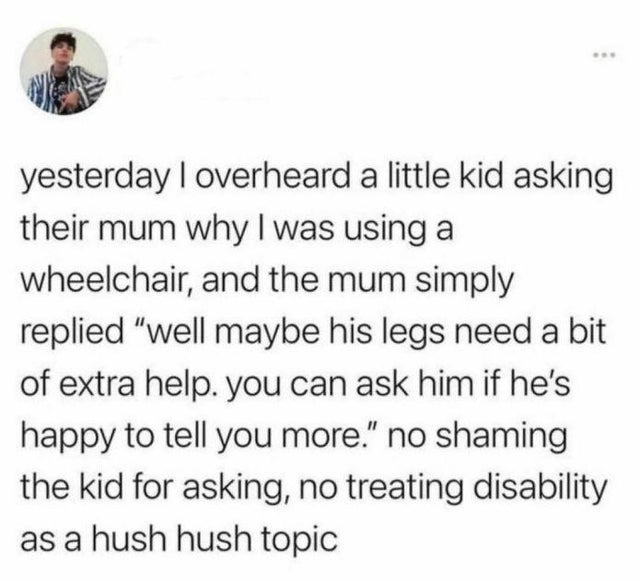 yesterday I overheard a little kid asking
their mum why I was using a
wheelchair, and the mum simply
replied “well maybe his legs need a bit
of extra help. you can ask him if he's
happy to tell you more." no shaming
the kid for asking, no treating disability
as a hush hush topic